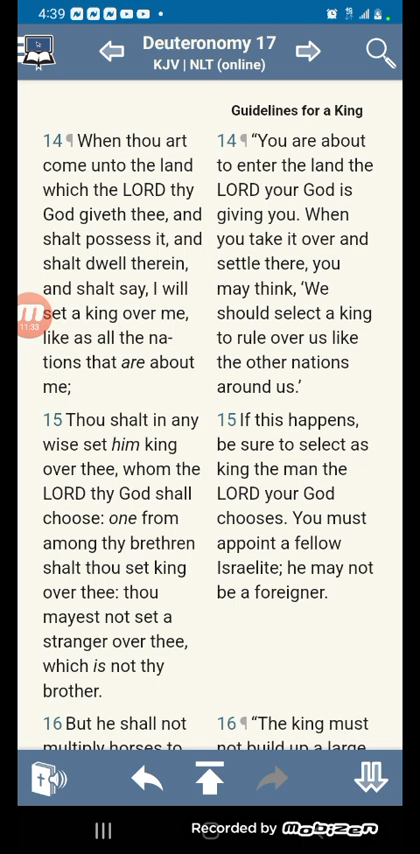 4:39
Deuteronomy 17
KJV | NLT (online)
Guidelines for a King
14 ¶ When thou art
come unto the land
which the LORD thy
God giveth thee, and
shalt possess it, and
shalt dwell therein,
and shalt say, I will
set a king over me,
like as all the na-
tions that are about
me;
15 Thou shalt in any
wise set him king
over thee, whom the
LORD thy God shall
choose: one from
among thy brethren
shalt thou set king
over thee: thou
mayest not set a
stranger over thee,
which is not thy
brother.
16 But he shall not
multiply horses to
14 ¶ “You are about
to enter the land the
LORD your God is
giving you. When
you take it over and
settle there, you
may think, ‘We
should select a king
to rule over us like
the other nations
around us.’
15 If this happens,
be sure to select as
king the man the
LORD your God
chooses. You must
appoint a fellow
Israelite; he may not
be a foreigner.
16 ¶ “The king must
not build up a large
11:33
Recorded by mobizen